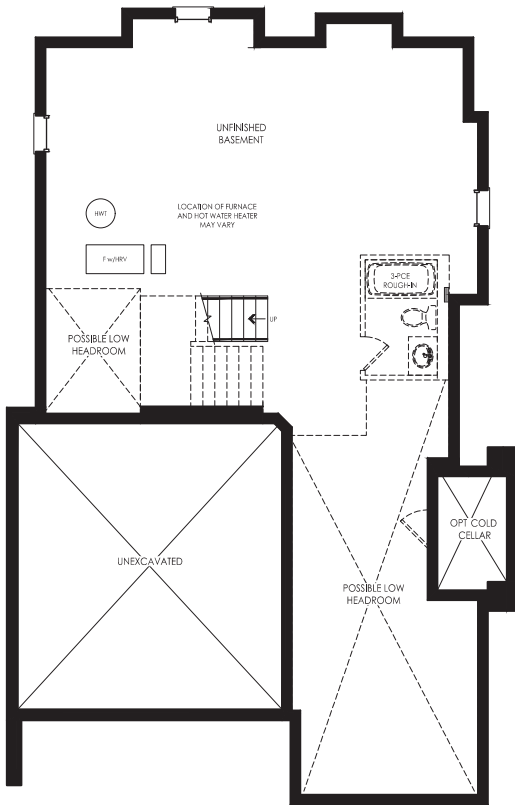 UNFINISHED
BASEMENT
LOCATION OF FURNACE
AND HOT WATER HEATER
MAY VARY
HWT
3-PCE
ROUGH-IN
UP
POSSIBLE LOW
HEADROOM
OPT COLD
CELLAR
UNEXCAVATED
POSSIBLE LOW
HEADROOM